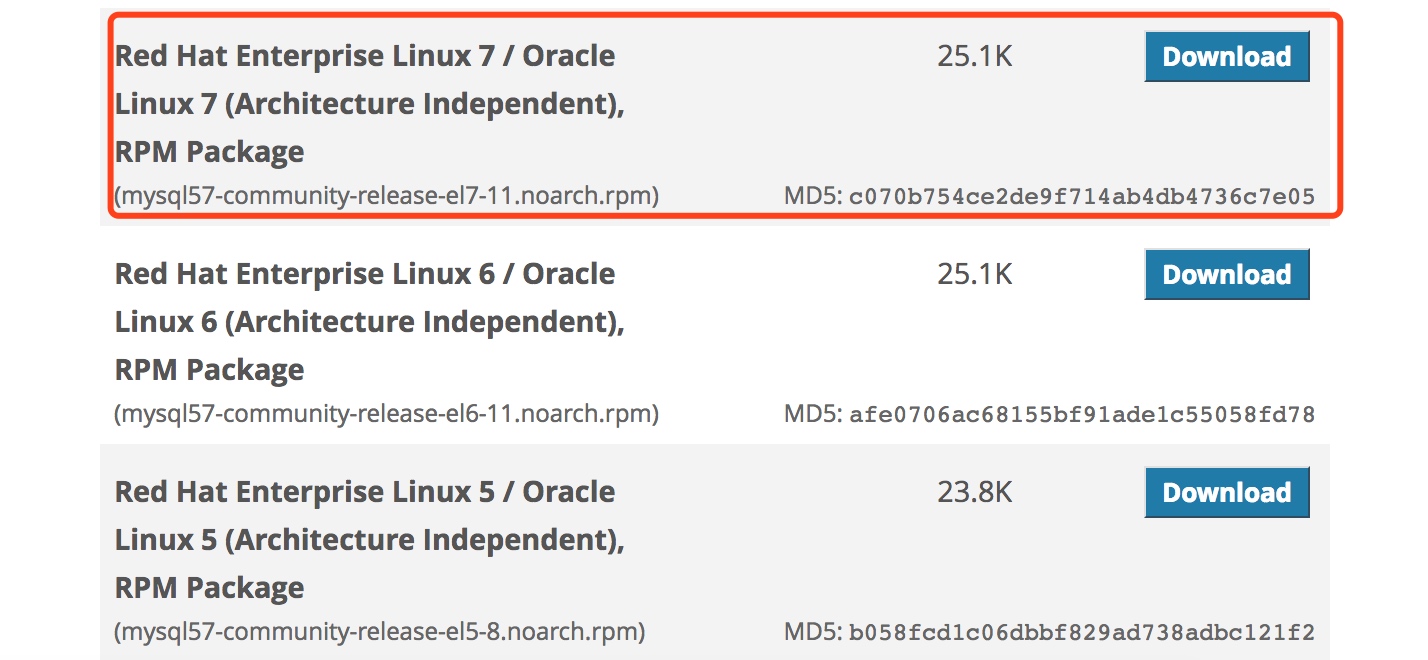 Red Hat Enterprise Linux 7 / Oracle 25.1K Download
Linux 7 (Architecture Independent),
RPM Package
(mysql57-community-release-el7-11.noarch.rpm) MD5: c070b754ce2de9f714ab4db4736c7e05
Red Hat Enterprise Linux 6 / Oracle 25.1K Download
Linux 6 (Architecture Independent),
RPM Package
(mysql57-community-release-el6-11.noarch.rpm) MD5: afe0706ac68155bf91ade1c55058fd78
Red Hat Enterprise Linux 5 / Oracle 23.8K Download
Linux 5 (Architecture Independent),
RPM Package
(mysql57-community-release-el5-8.noarch.rpm) MD5: b058fcd1c06dbbf829ad738adbc121f2